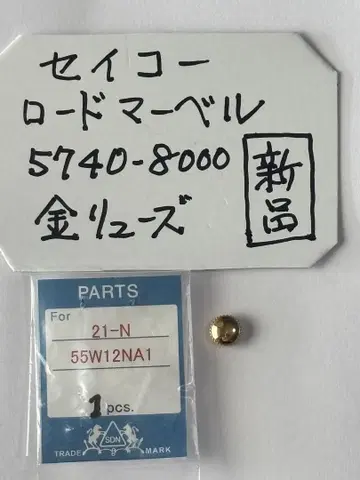 セイコー
ロードマーベル
5740-8000
金リューズ
新品
PARTS
For
21-N
55W12NA1
1 pcs.
SDN
TRADE MARK